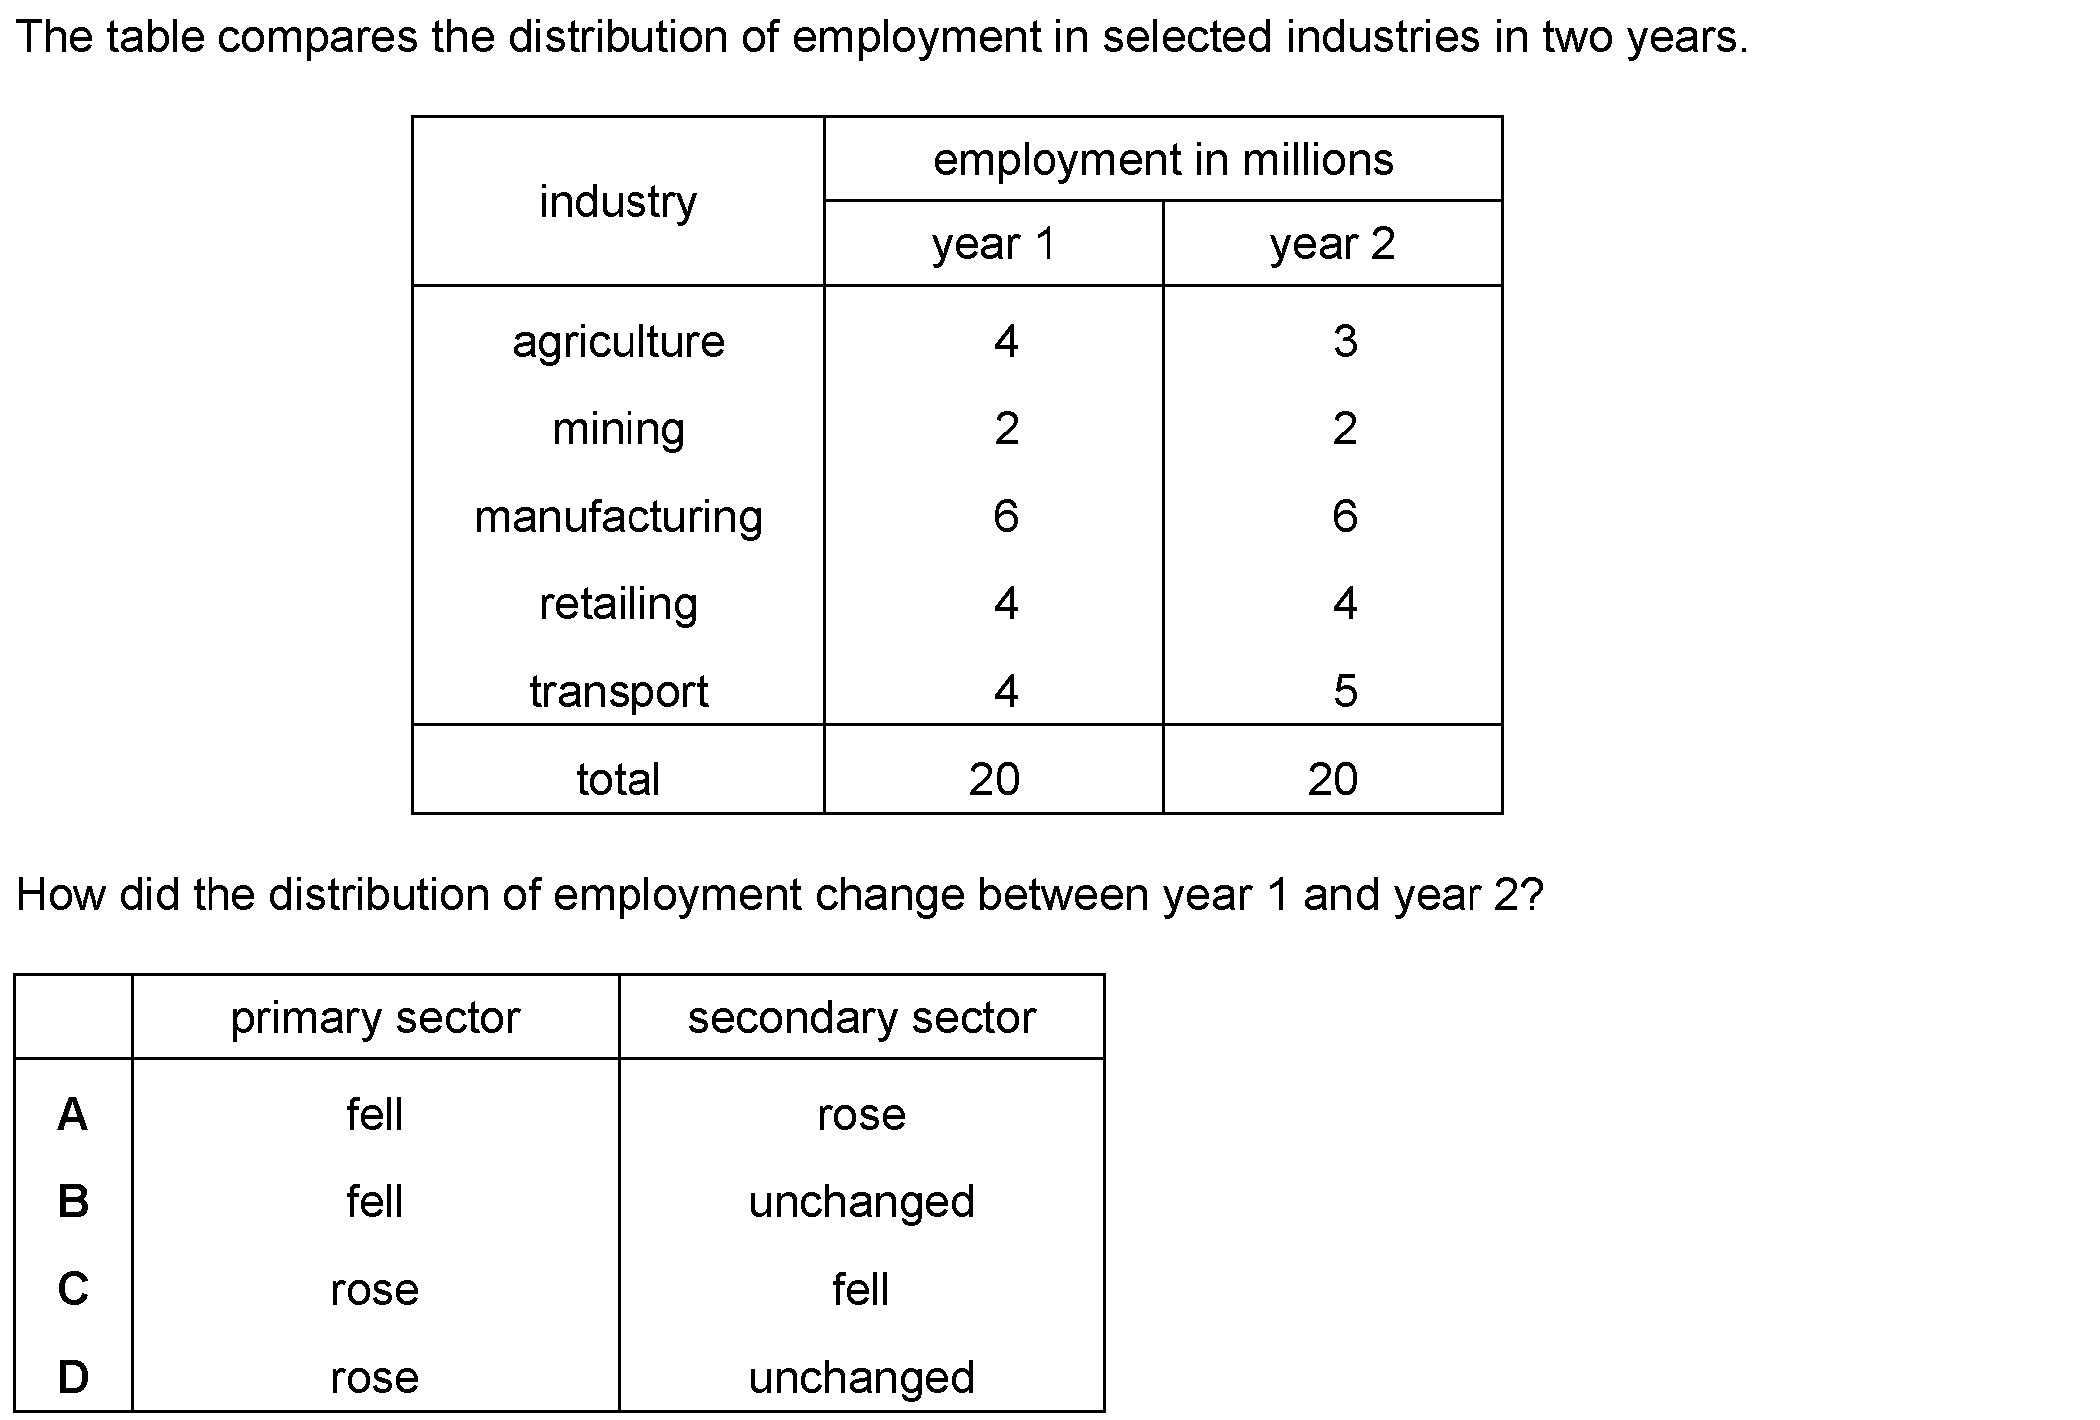 The table compares the distribution of employment in selected industries in two years.
industry employment in millions
year 1 year 2
agriculture 4 3
mining 2 2
manufacturing 6 6
retailing 4 4
transport 4 5
total 20 20
How did the distribution of employment change between year 1 and year 2?
primary sector secondary sector
A fell rose
B fell unchanged
C rose fell
D rose unchanged